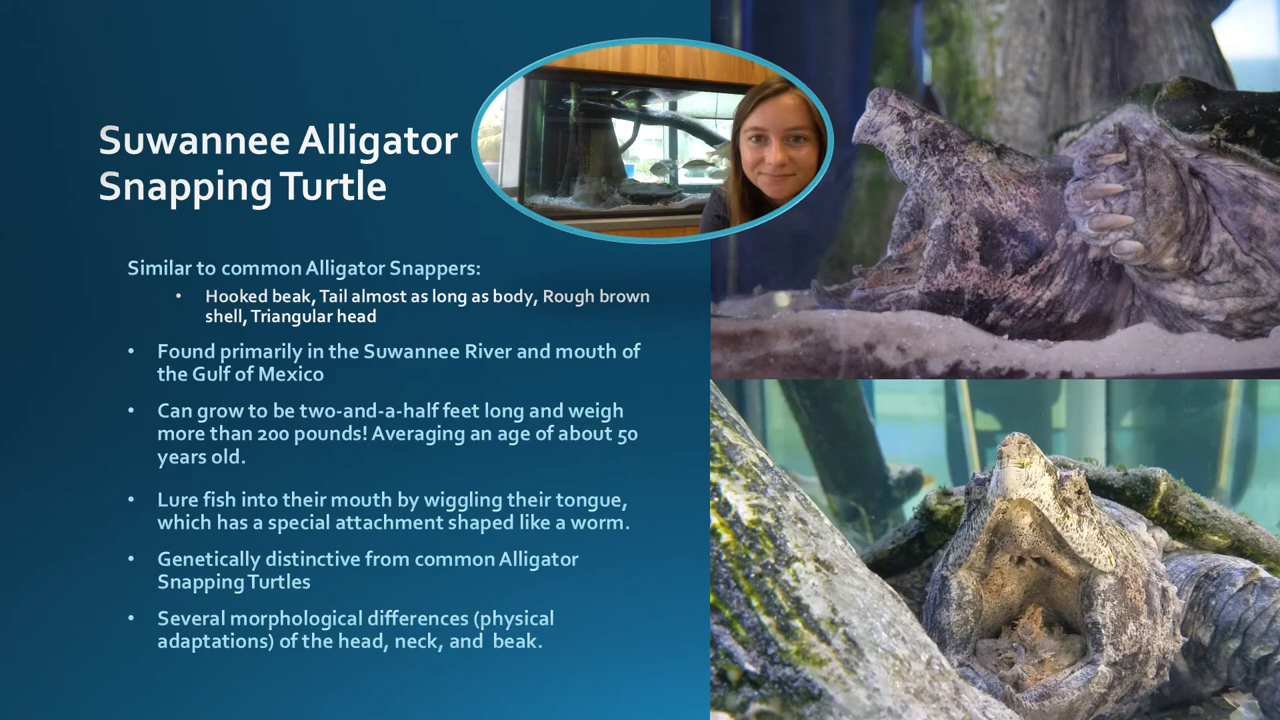 Suwannee Alligator
Snapping Turtle
Similar to common Alligator Snappers:
• Hooked beak, Tail almost as long as body, Rough brown
shell, Triangular head
• Found primarily in the Suwannee River and mouth of
the Gulf of Mexico
• Can grow to be two-and-a-half feet long and weigh
more than 200 pounds! Averaging an age of about 50
years old.
• Lure fish into their mouth by wiggling their tongue,
which has a special attachment shaped like a worm.
• Genetically distinctive from common Alligator
Snapping Turtles
• Several morphological differences (physical
adaptations) of the head, neck, and  beak.